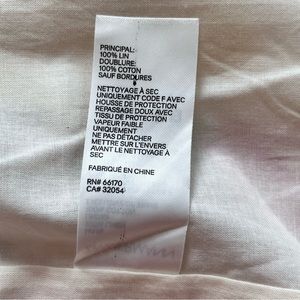 PRINCIPAL:
100% LIN
DOUBLURE:
100% COTON
SAUF BORDURES
NETTOYAGE À SEC
UNIQUEMENT CODE F AVEC
HOUSSE DE PROTECTION
REPASSAGE DOUX AVEC
TISSU DE PROTECTION
VAPEUR FAIBLE
UNIQUEMENT
NE PAS DÉTACHER
METTRE SUR L'ENVERS
AVANT LE NETTOYAGE À
SEC
FABRIQUÉ EN CHINE
RN# 66170
CA# 32054